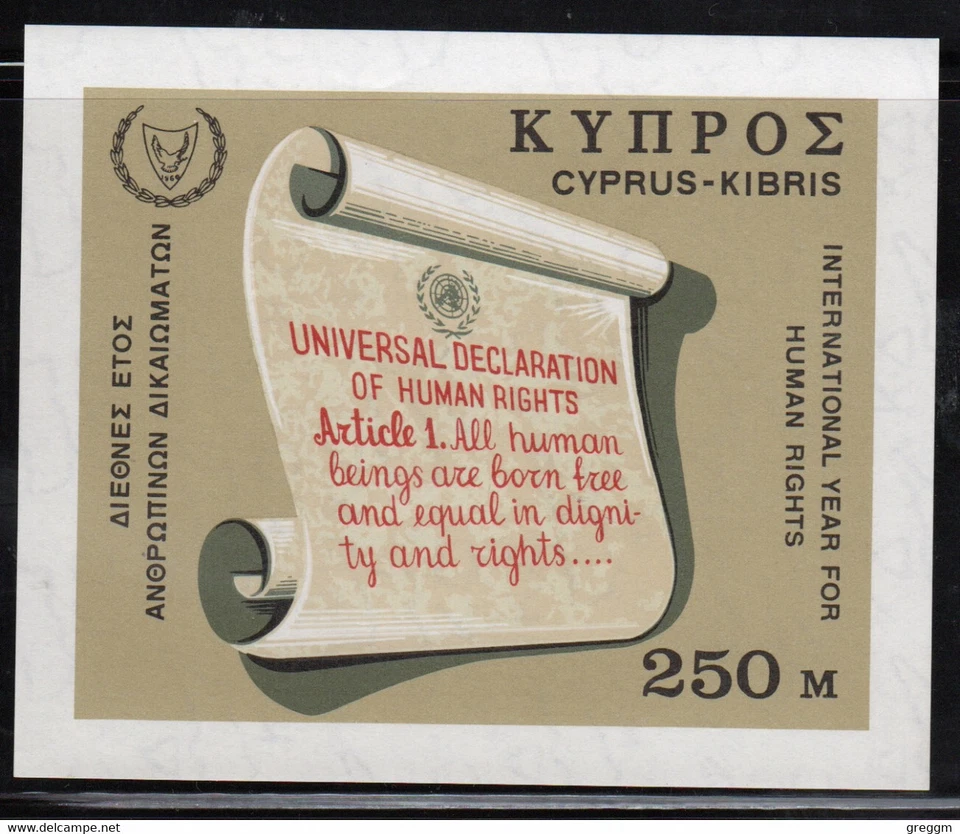 ΚΥΠΡΟΣ
CYPRUS-KIBRIS
1960
ΔΙΕΘΝΕΣ ΕΤΟΣ
ΑΝΘΡΩΠΙΝΩΝ ΔΙΚΑΙΩΜΑΤΩΝ
UNIVERSAL DECLARATION
OF HUMAN RIGHTS
Article 1. All human
beings are born free
and equal in digni-
ty and rights....
INTERNATIONAL YEAR FOR
HUMAN RIGHTS
250 M
delcampe.net
greggm